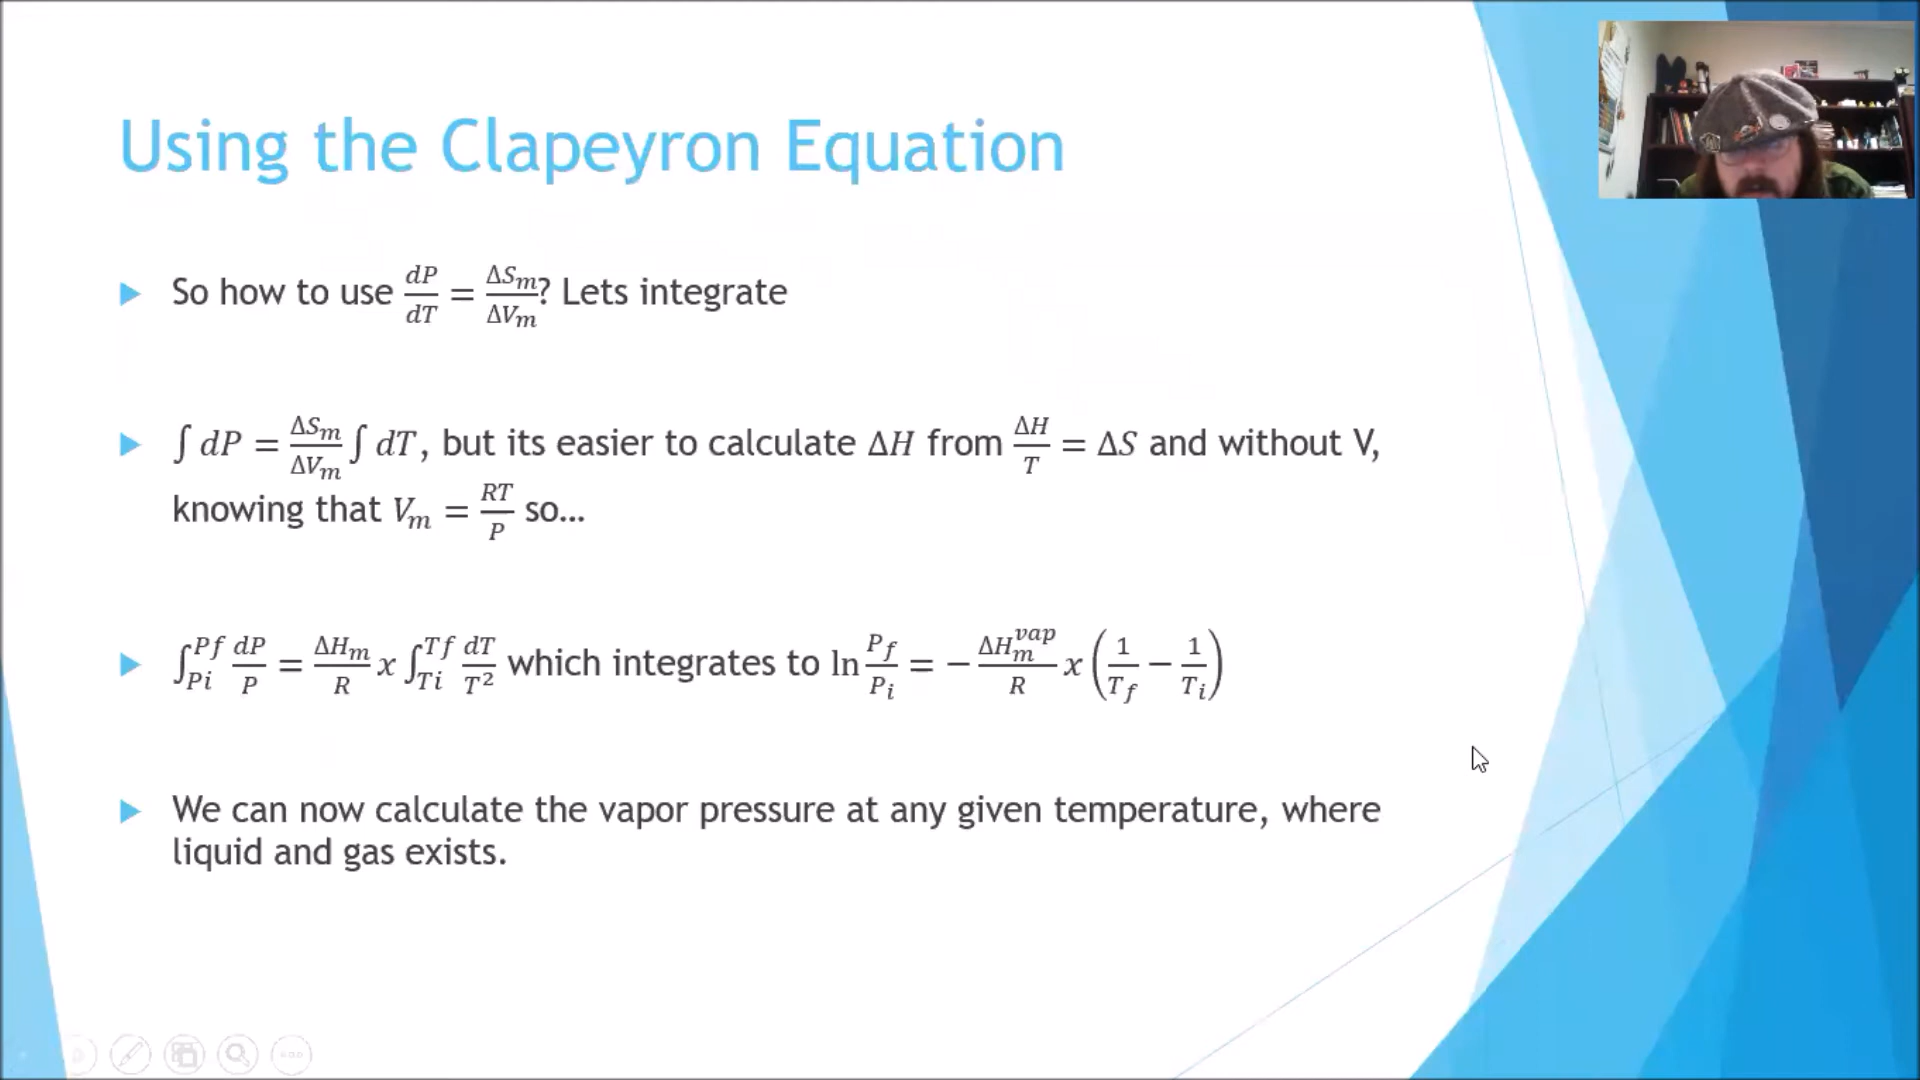 Using the Clapeyron Equation
So how to use dP/dT = ΔSm/ΔVm? Lets integrate
∫ dP = ΔSm/ΔVm ∫ dT, but its easier to calculate ΔH from ΔH/T = ΔS and without V,
knowing that Vm = RT/P so...
∫_Pi^Pf dP/P = ΔHm/R x ∫_Ti^Tf dT/T² which integrates to ln Pf/Pi = − ΔHm^vap/R x (1/Tf − 1/Ti)
We can now calculate the vapor pressure at any given temperature, where
liquid and gas exists.